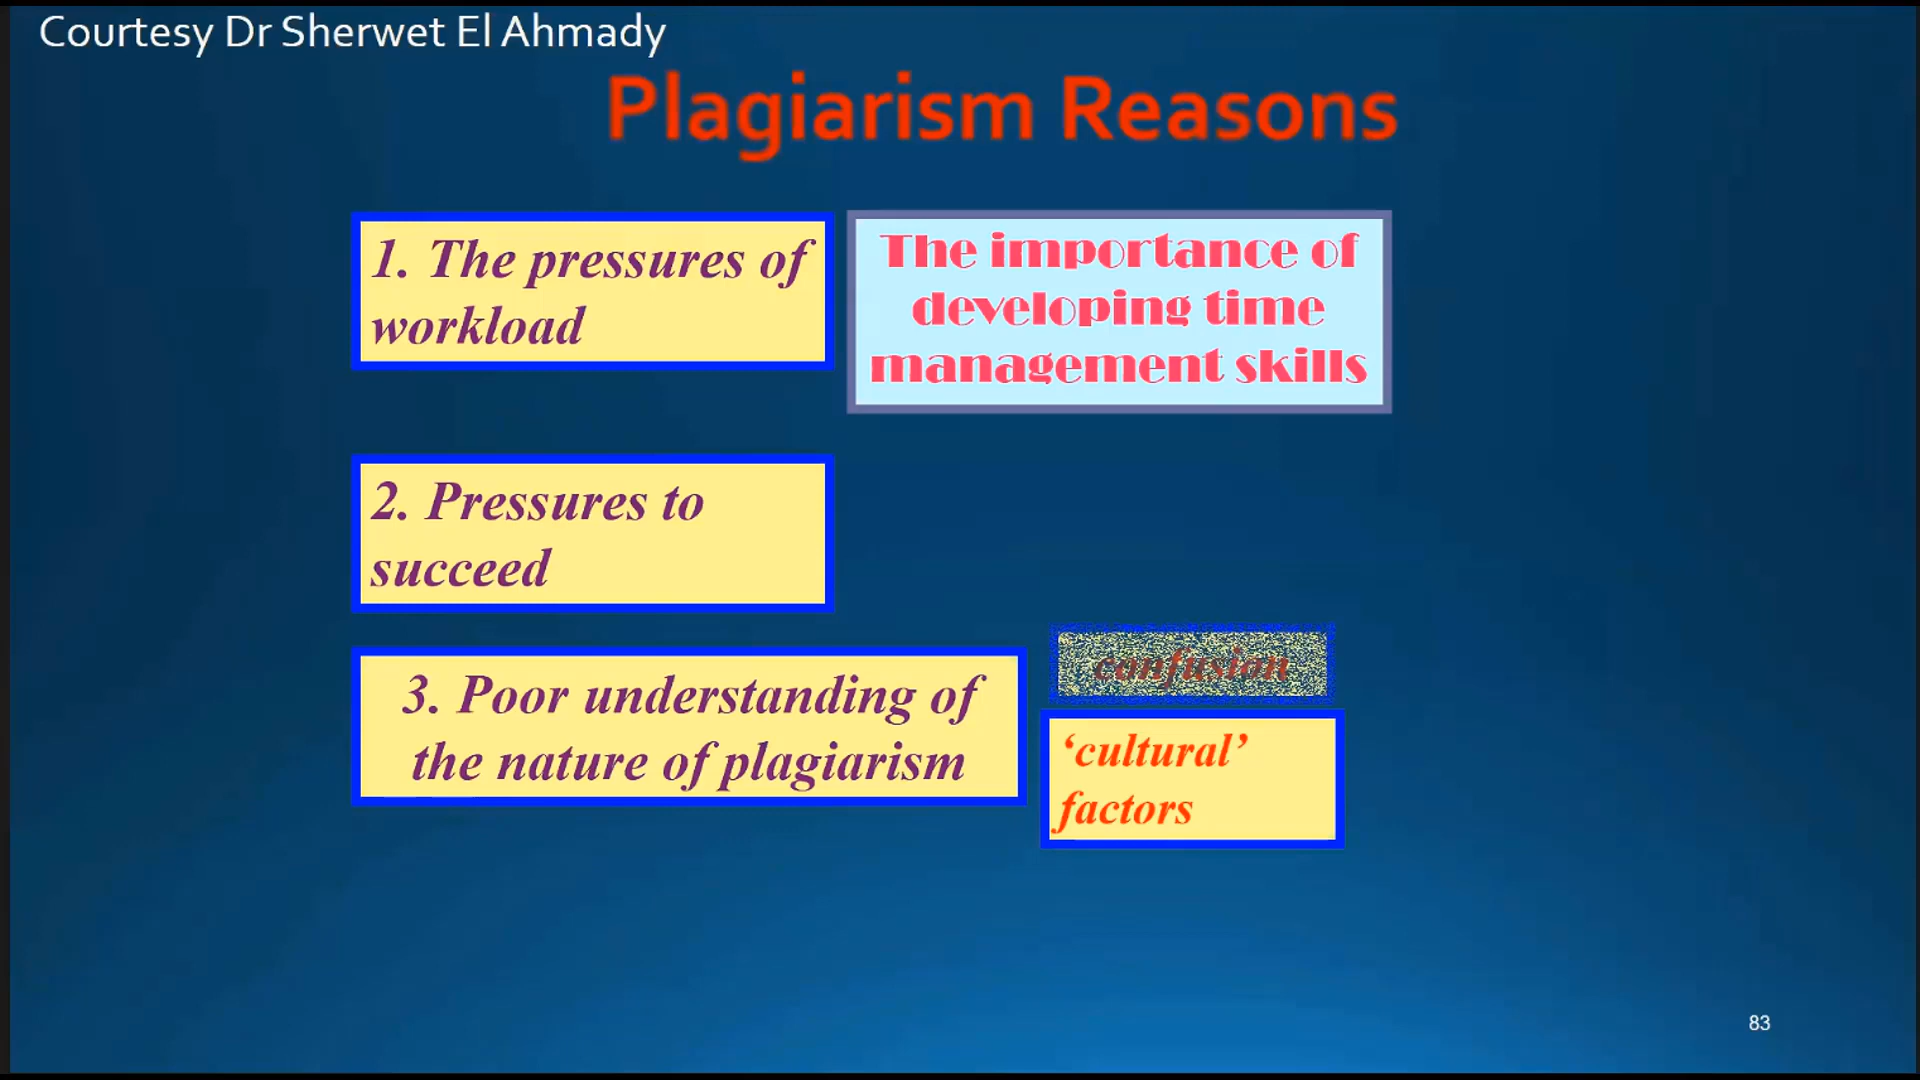 Courtesy Dr Sherwet El Ahmady
Plagiarism Reasons
1. The pressures of
workload
The importance of
developing time
management skills
2. Pressures to
succeed
3. Poor understanding of
the nature of plagiarism
confusion
‘cultural’
factors
83